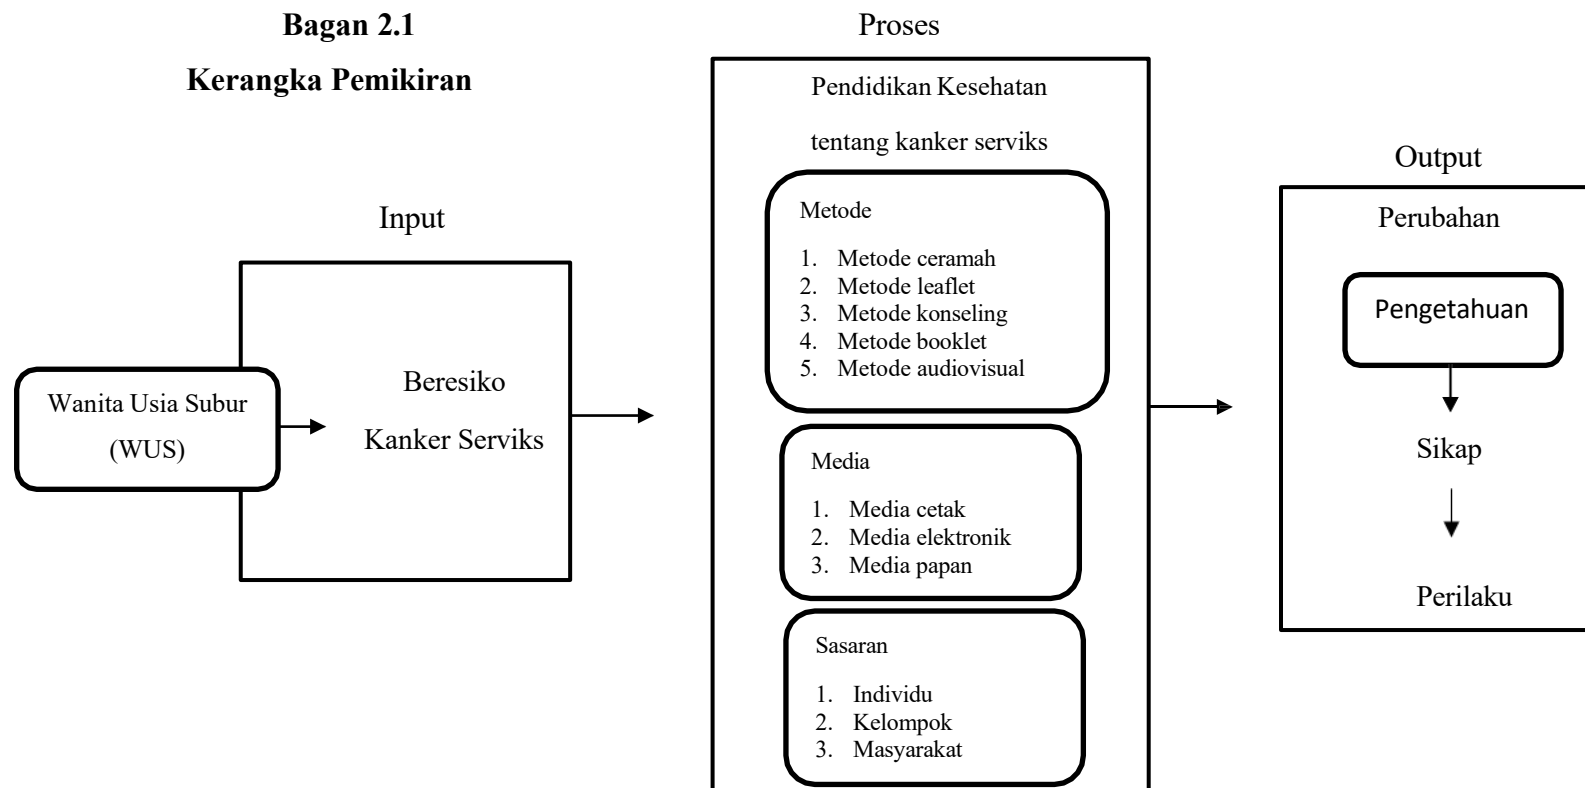 Bagan 2.1
Kerangka Pemikiran
Input
Wanita Usia Subur
(WUS)
Beresiko
Kanker Serviks
Proses
Pendidikan Kesehatan
tentang kanker serviks
Metode
1. Metode ceramah
2. Metode leaflet
3. Metode konseling
4. Metode booklet
5. Metode audiovisual
Media
1. Media cetak
2. Media elektronik
3. Media papan
Sasaran
1. Individu
2. Kelompok
3. Masyarakat
Output
Perubahan
Pengetahuan
Sikap
Perilaku